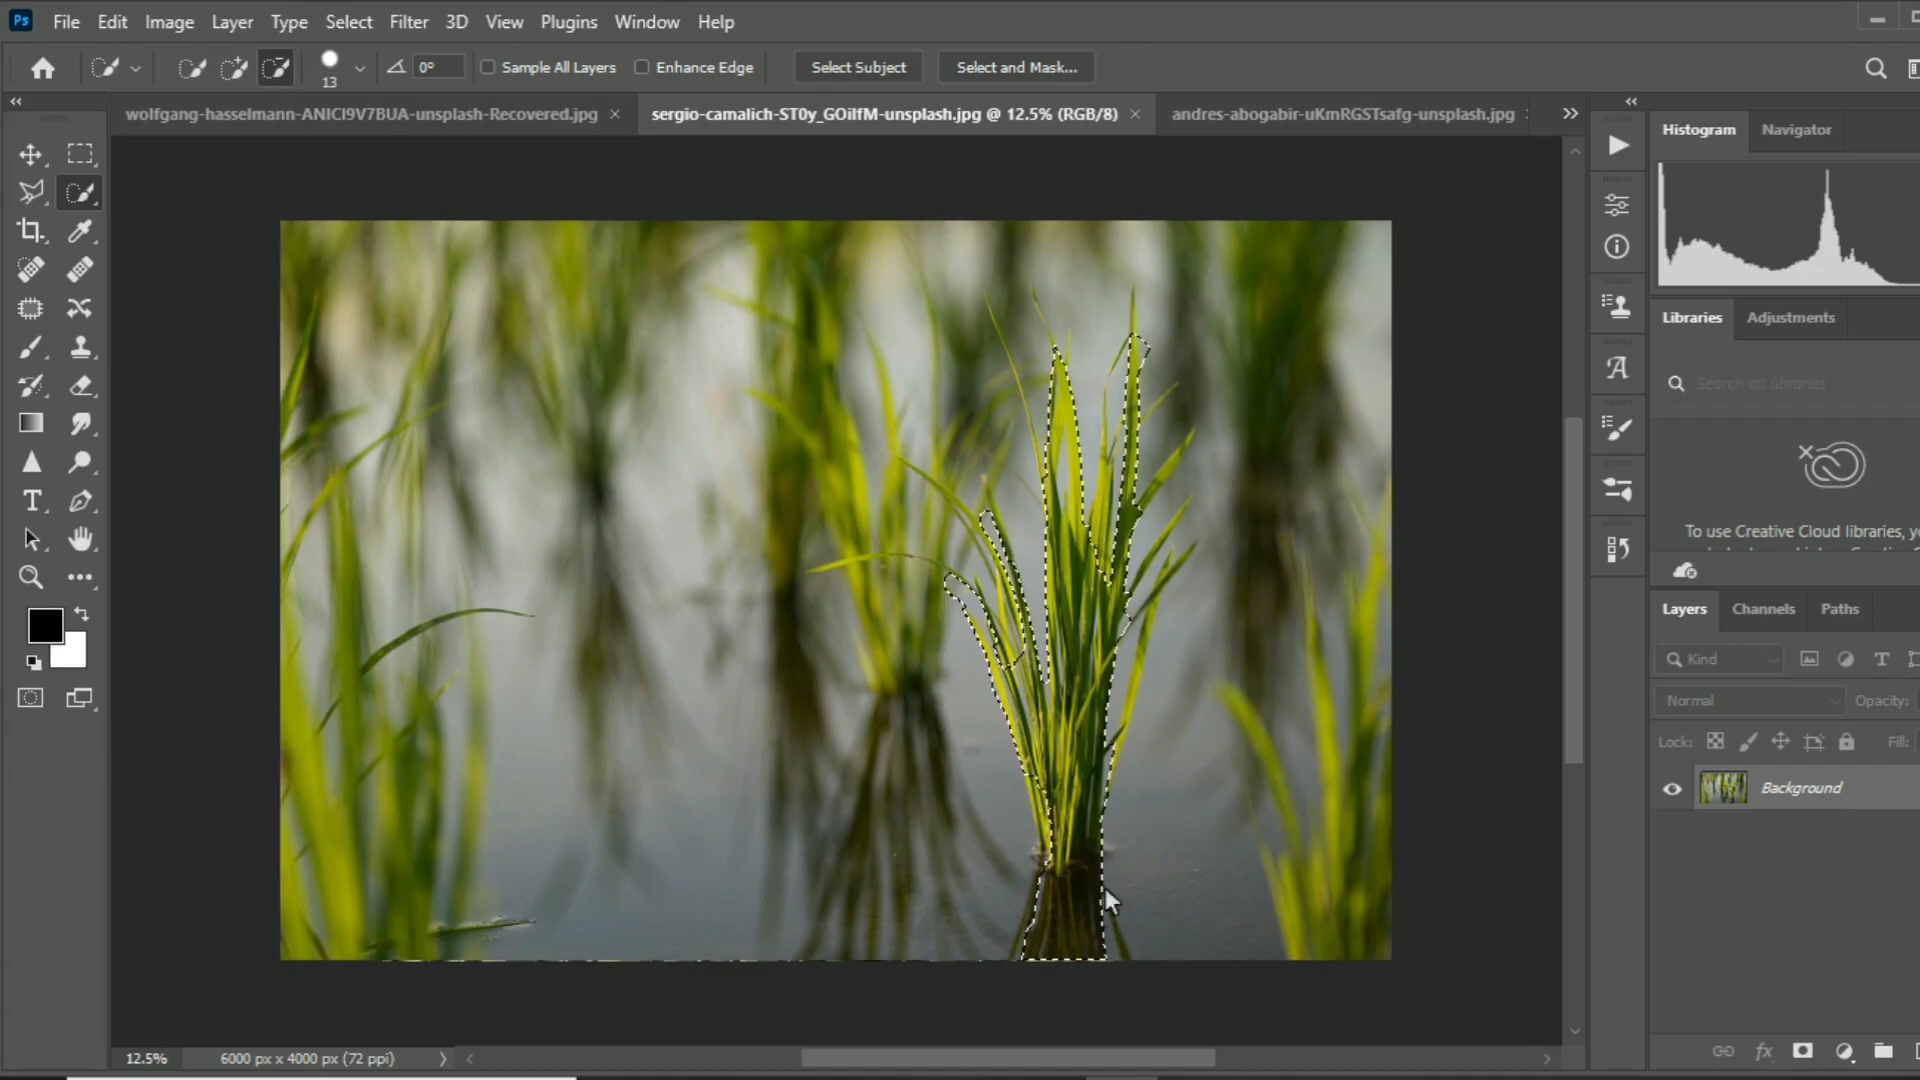 Ps File Edit Image Layer Select Type Filter 3D View Plugins Window Help
13 0° Sample All Layers Enhance Edge Select Subject Select and Mask...
wolfgang-hasselmann-ANICI9V7BUA-unsplash-Recovered.jpg × sergio-camalich-ST0y_GOilfM-unsplash.jpg @ 12.5% (RGB/8) × andres-abogabir-uKmRGSTsafg-unsplash.jpg
Histogram Navigator
Libraries Adjustments
Search all libraries
To use Creative Cloud libraries, y
Layers Channels Paths
Kind
Normal Opacity:
Lock: Fill:
Background
12.5% 6000 px x 4000 px (72 ppi)